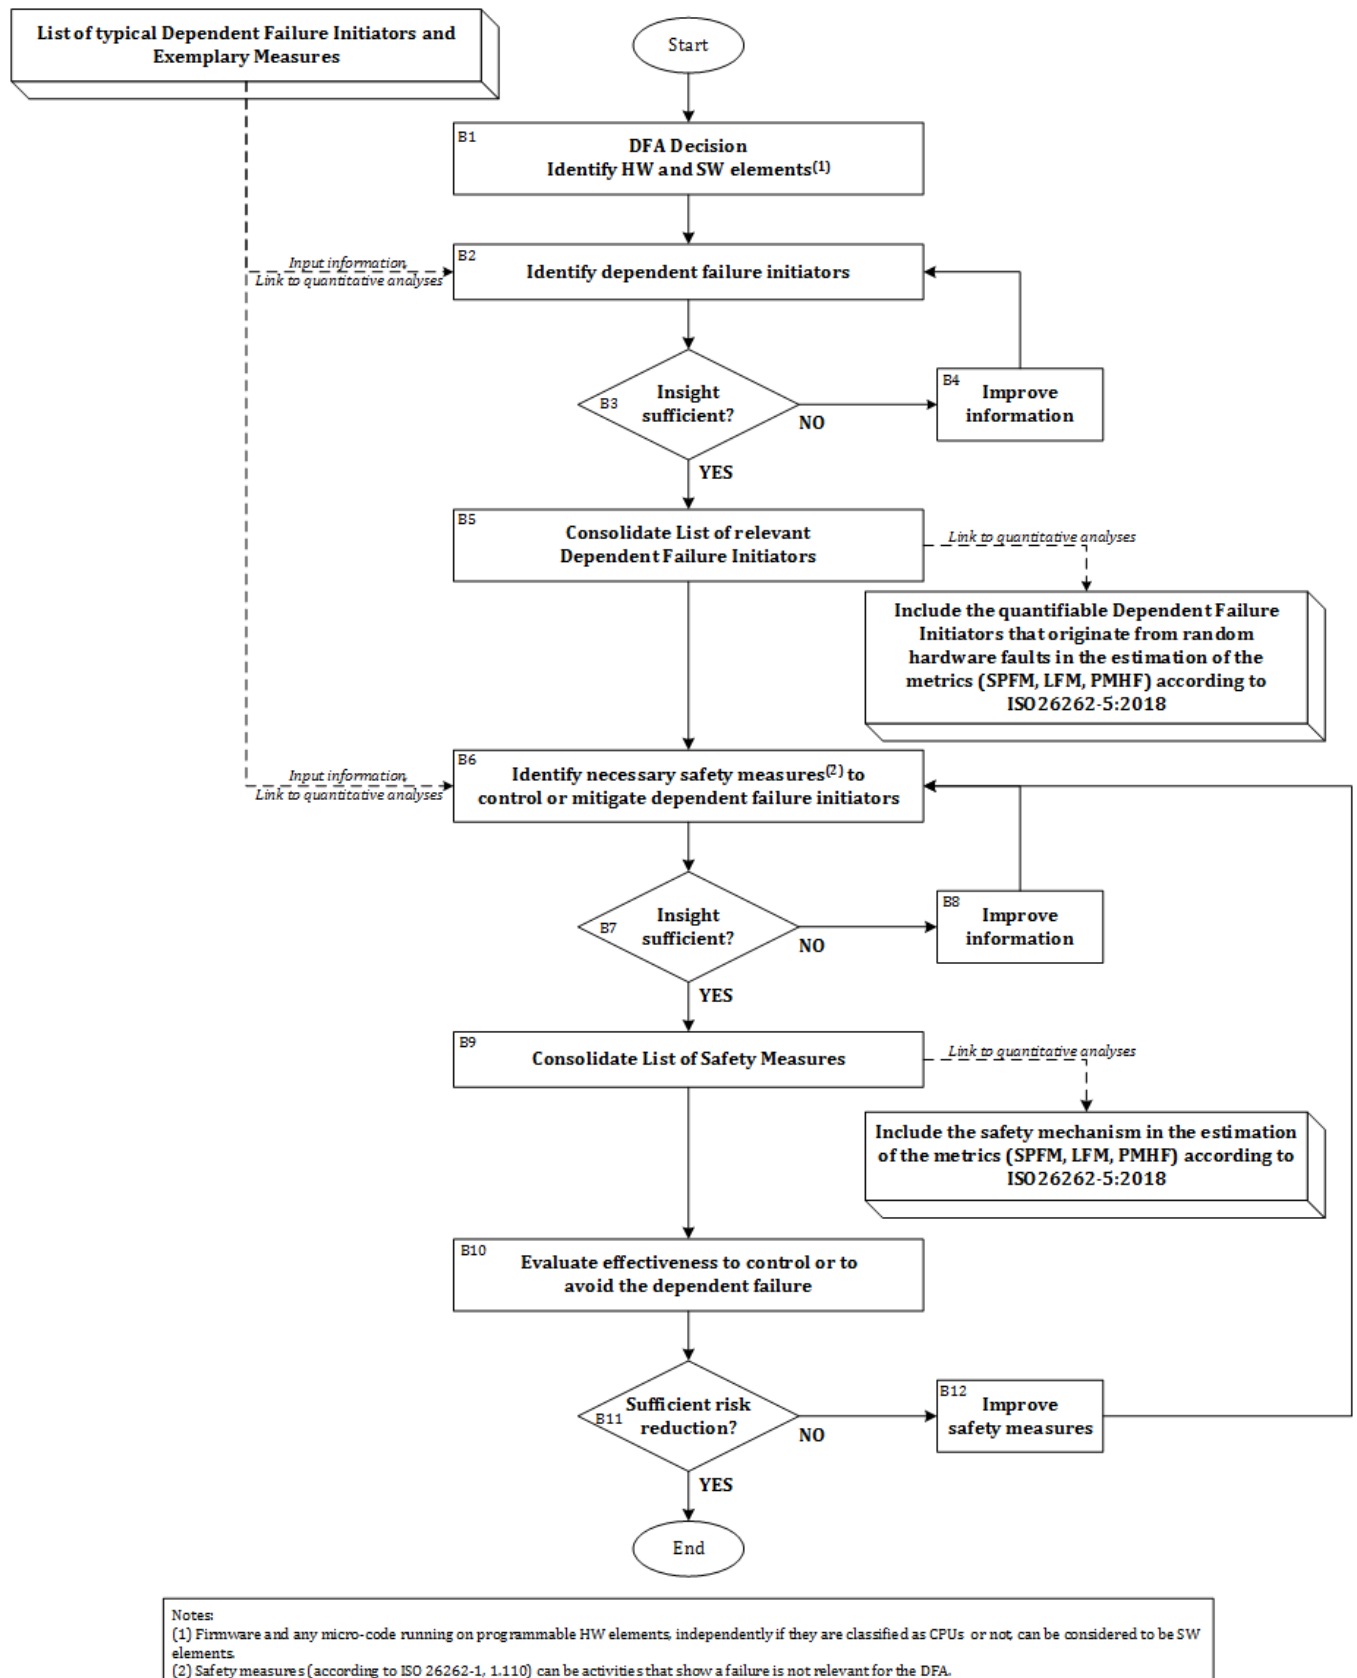 List of typical Dependent Failure Initiators and
Exemplary Measures
Start
B1
DFA Decision
Identify HW and SW elements(1)
B2
Identify dependent failure initiators
Input information,
Link to quantitative analyses
B3
Insight
sufficient?
NO
B4
Improve
information
YES
B5
Consolidate List of relevant
Dependent Failure Initiators
Link to quantitative analyses
Include the quantifiable Dependent Failure
Initiators that originate from random
hardware faults in the estimation of the
metrics (SPFM, LFM, PMHF) according to
ISO26262-5:2018
B6
Identify necessary safety measures(2) to
control or mitigate dependent failure initiators
Input information,
Link to quantitative analyses
B7
Insight
sufficient?
NO
B8
Improve
information
YES
B9
Consolidate List of Safety Measures
Link to quantitative analyses
Include the safety mechanism in the estimation
of the metrics (SPFM, LFM, PMHF) according to
ISO26262-5:2018
B10
Evaluate effectiveness to control or to
avoid the dependent failure
B11
Sufficient risk
reduction?
NO
B12
Improve
safety measures
YES
End
Notes:
(1) Firmware and any micro-code running on programmable HW elements, independently if they are classified as CPUs or not, can be considered to be SW
elements.
(2) Safety measures (according to ISO 26262-1, 1.110) can be activities that show a failure is not relevant for the DFA.